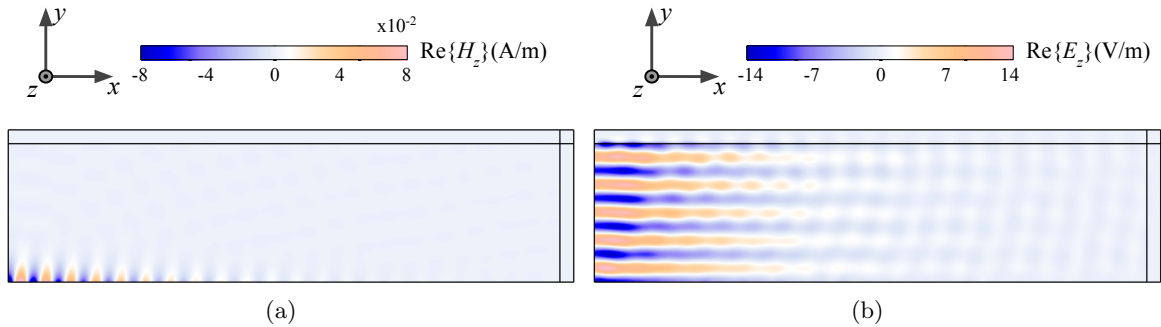 y
x10-2
Re{Hz}(A/m)
-8 -4 0 4 8
z x
y
Re{Ez}(V/m)
-14 -7 0 7 14
z x
(a) (b)